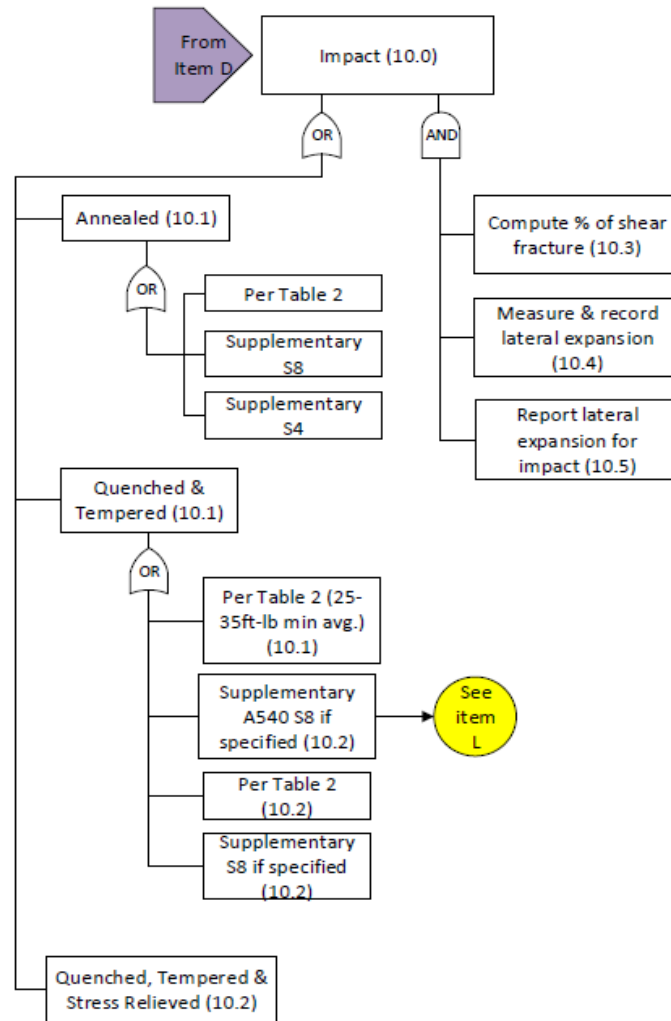 From
Item D
Impact (10.0)
OR
AND
Annealed (10.1)
Compute % of shear
fracture (10.3)
OR
Per Table 2
Measure & record
lateral expansion
(10.4)
Supplementary
S8
Supplementary
S4
Report lateral
expansion for
impact (10.5)
Quenched &
Tempered (10.1)
OR
Per Table 2 (25-
35ft-lb min avg.)
(10.1)
Supplementary
A540 S8 if
specified (10.2)
See
item
L
Per Table 2
(10.2)
Supplementary
S8 if specified
(10.2)
Quenched, Tempered &
Stress Relieved (10.2)